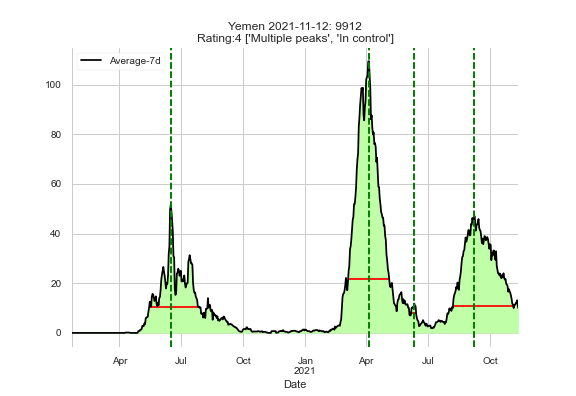 Yemen 2021-11-12: 9912
Rating:4 ['Multiple peaks', 'In control']
Average-7d
100
80
60
40
20
0
Apr Jul Oct Jan Apr Jul Oct
2021
Date